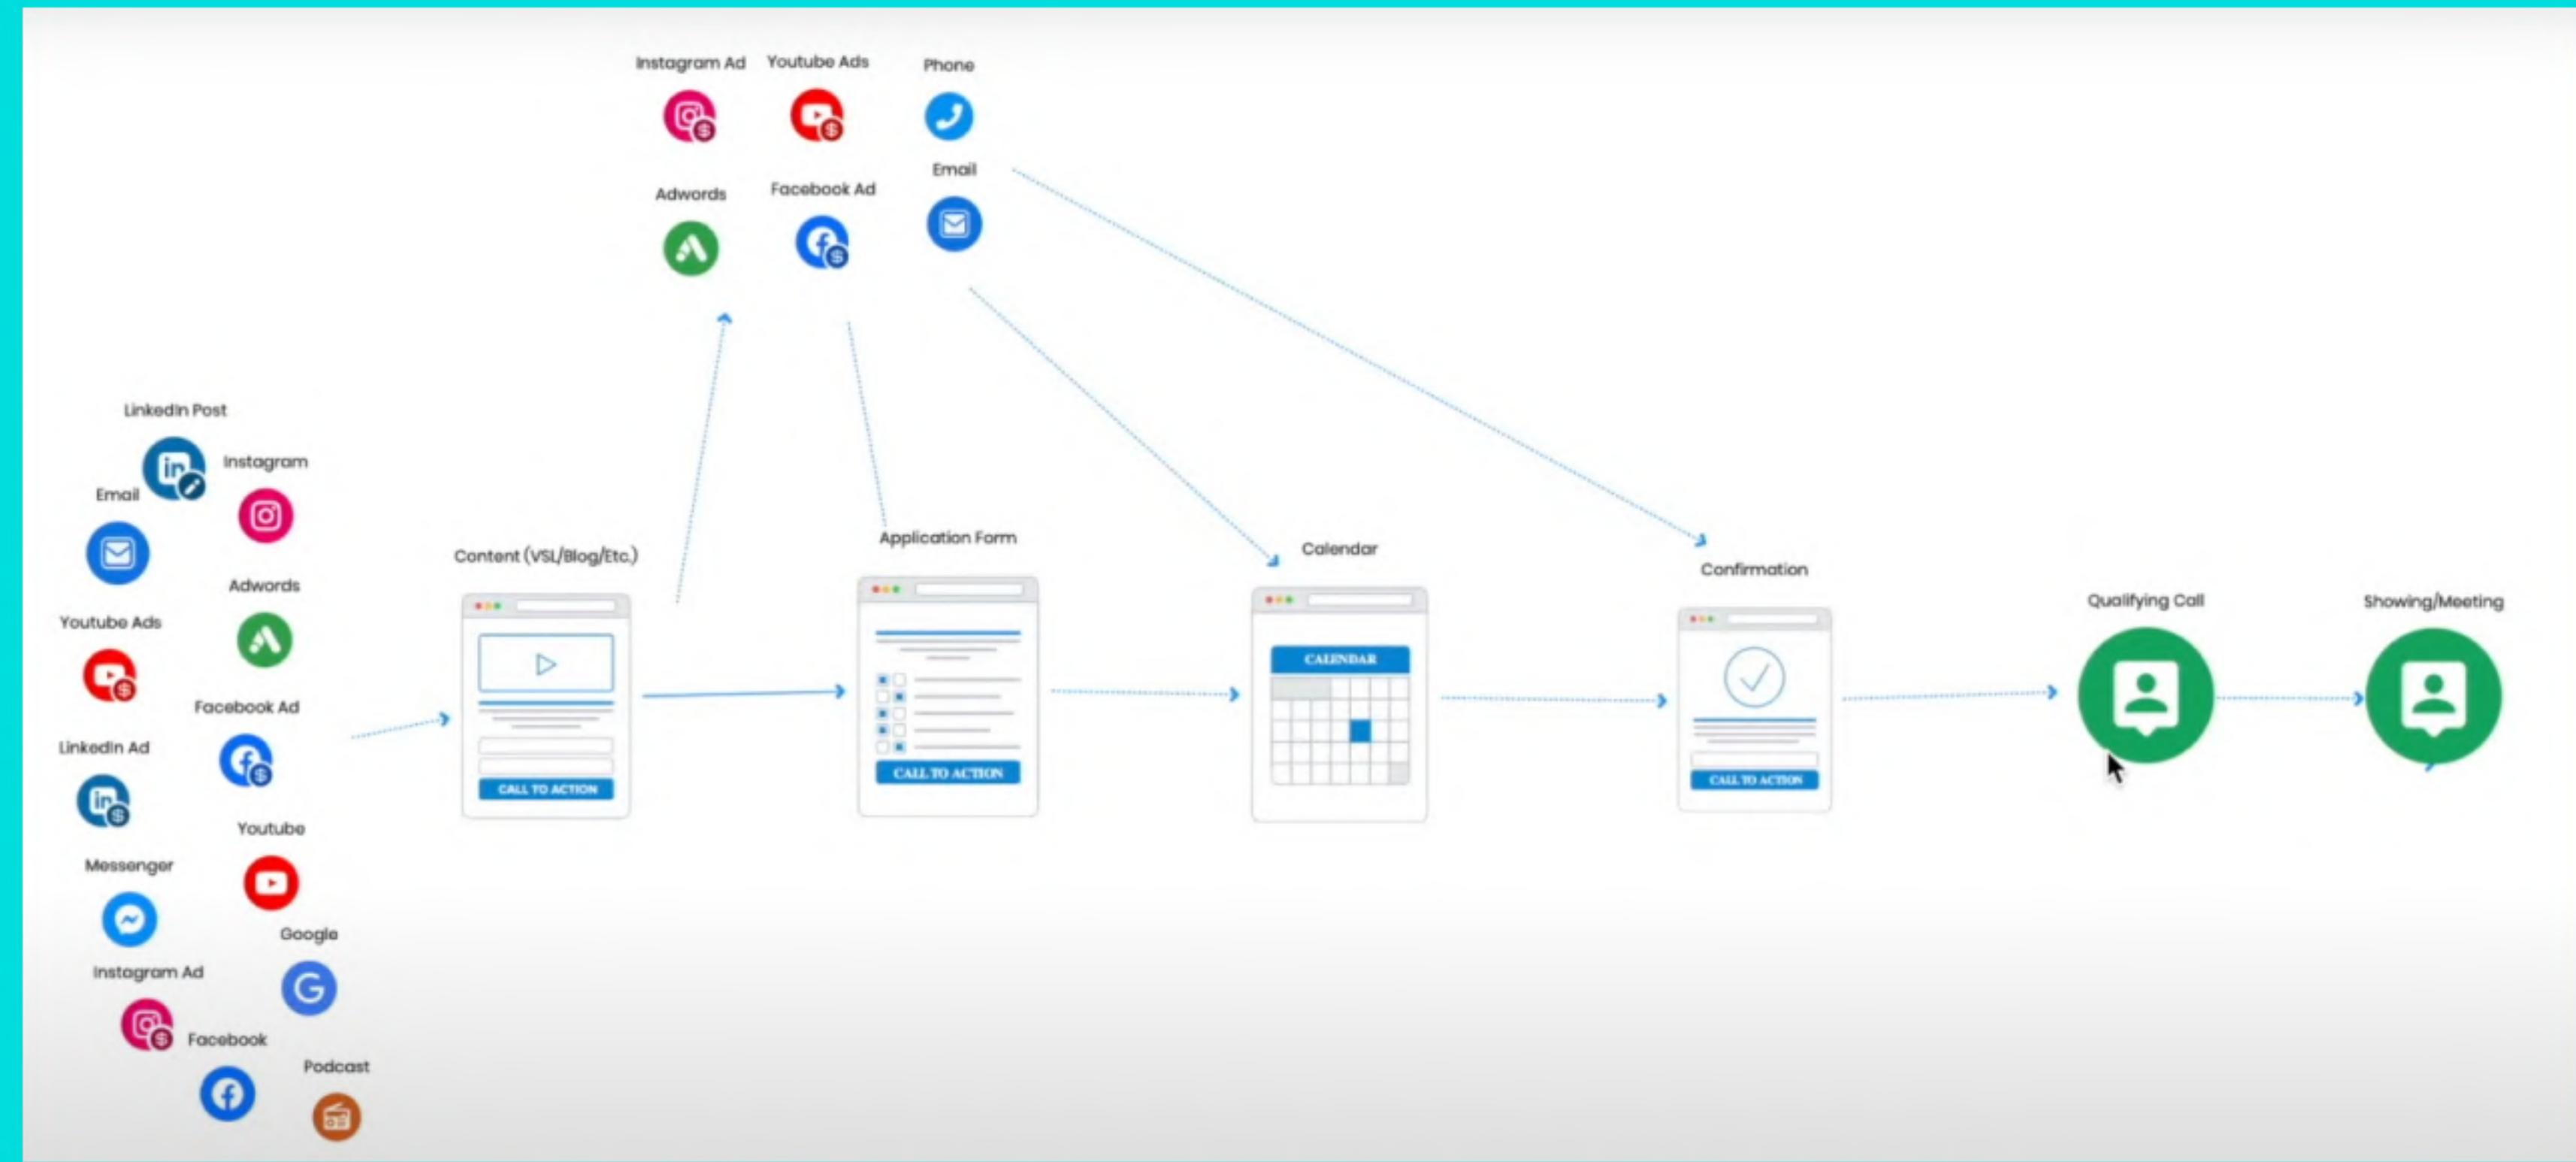 Instagram Ad
Youtube Ads
Phone
Adwords
Facebook Ad
Email
LinkedIn Post
Instagram
Email
Adwords
Youtube Ads
Facebook Ad
LinkedIn Ad
Youtube
Messenger
Google
Instagram Ad
Facebook
Podcast
Content (VSL/Blog/Etc.)
CALL TO ACTION
Application Form
CALL TO ACTION
Calendar
CALENDAR
Confirmation
CALL TO ACTION
Qualifying Call
Showing/Meeting